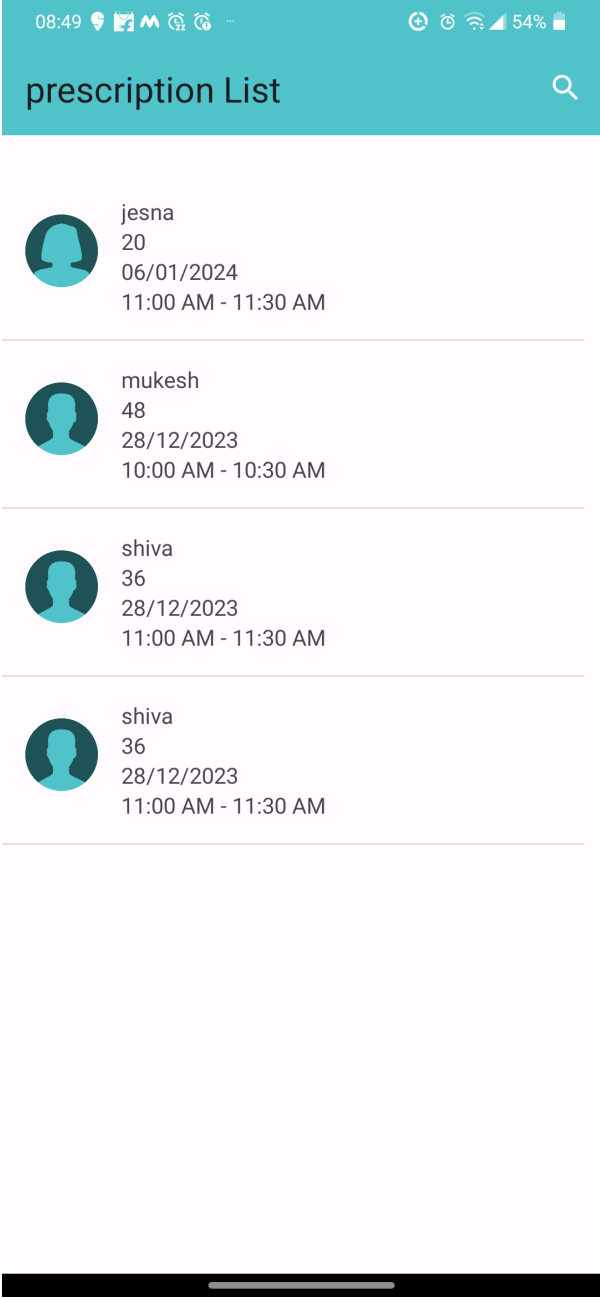 08:49
54%
prescription List
jesna
20
06/01/2024
11:00 AM - 11:30 AM
mukesh
48
28/12/2023
10:00 AM - 10:30 AM
shiva
36
28/12/2023
11:00 AM - 11:30 AM
shiva
36
28/12/2023
11:00 AM - 11:30 AM